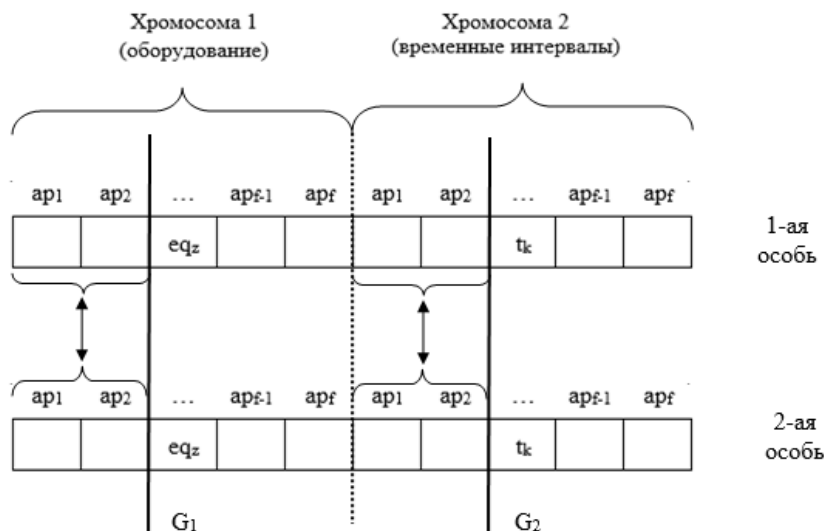 Хромосома 1
(оборудование)
Хромосома 2
(временные интервалы)
ap1 ap2 … apf-1 apf ap1 ap2 … apf-1 apf
eqz tk
1-ая
особь
ap1 ap2 … apf-1 apf ap1 ap2 … apf-1 apf
eqz tk
2-ая
особь
G1 G2